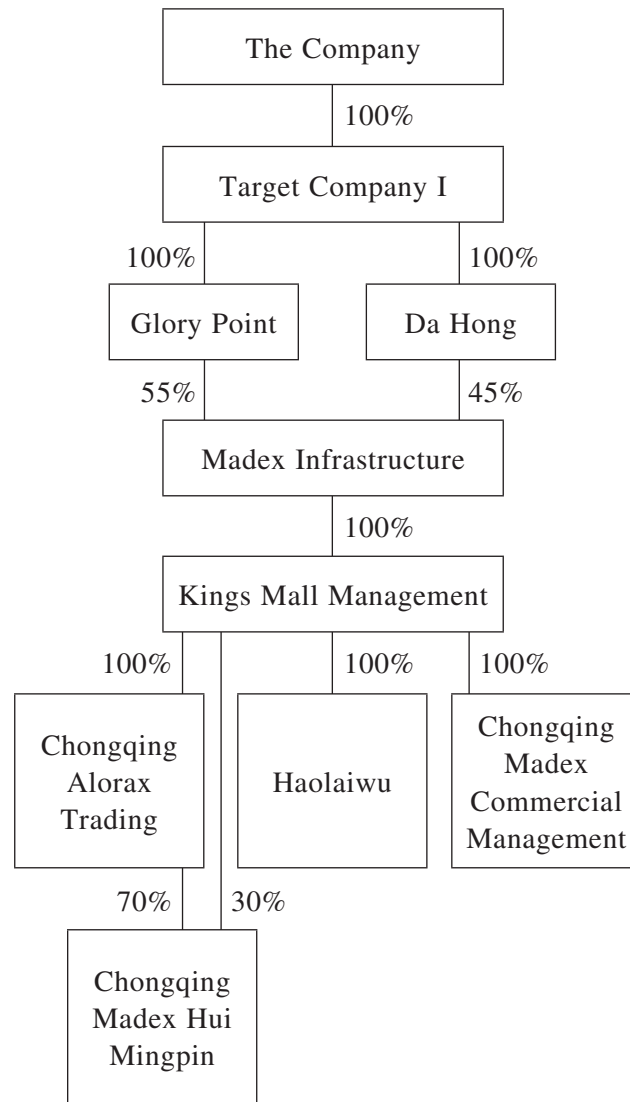 The Company
100%
Target Company I
100%
100%
Glory Point
Da Hong
55%
45%
Madex Infrastructure
100%
Kings Mall Management
100%
100%
100%
Chongqing
Alorax
Trading
Haolaiwu
Chongqing
Madex
Commercial
Management
70%
30%
Chongqing
Madex Hui
Mingpin